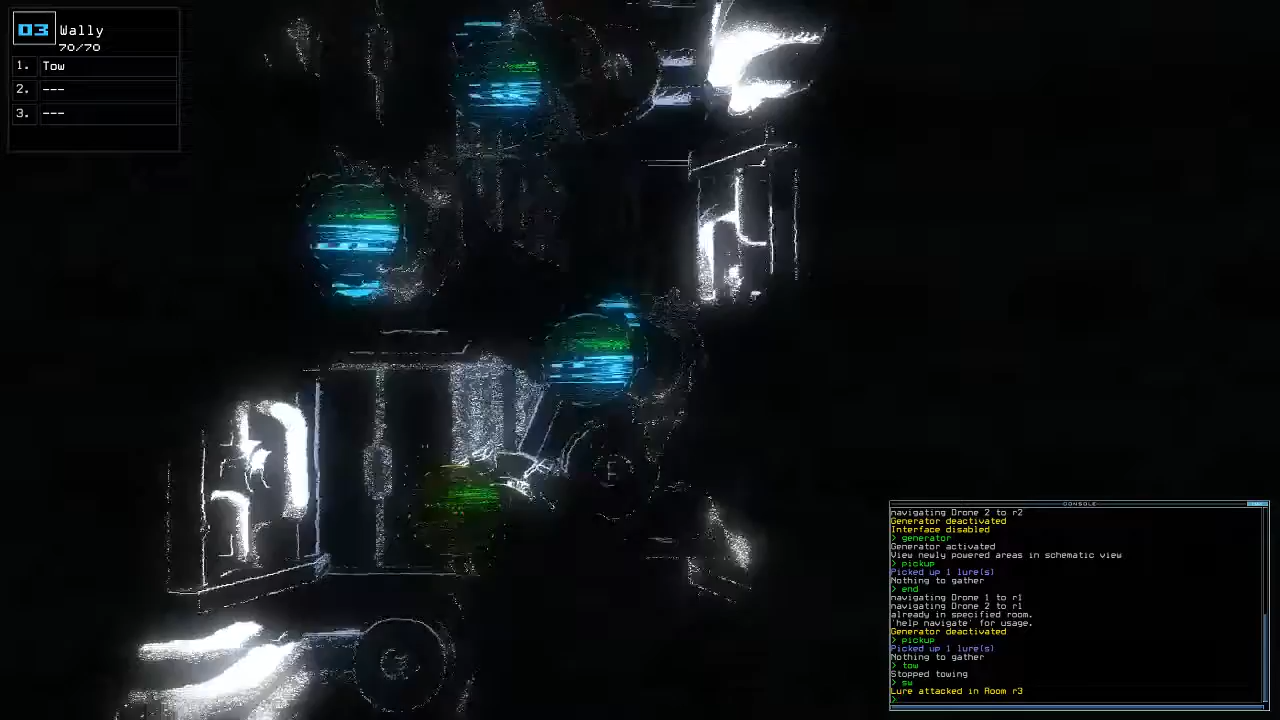 03 Wally
70/70
1. Tow
2. ---
3. ---
E
CONSOLE
navigating Drone 2 to r2
Generator deactivated
Interface disabled
> generator
Generator activated
View newly powered areas in schematic view
> pickup
Picked up 1 lure(s)
Nothing to gather
> end
navigating Drone 1 to r1
navigating Drone 2 to r1
already in specified room.
'help navigate' for usage.
Generator deactivated
> pickup
Picked up 1 lure(s)
Nothing to gather
> tow
Stopped towing
> sw
Lure attacked in Room r3
>